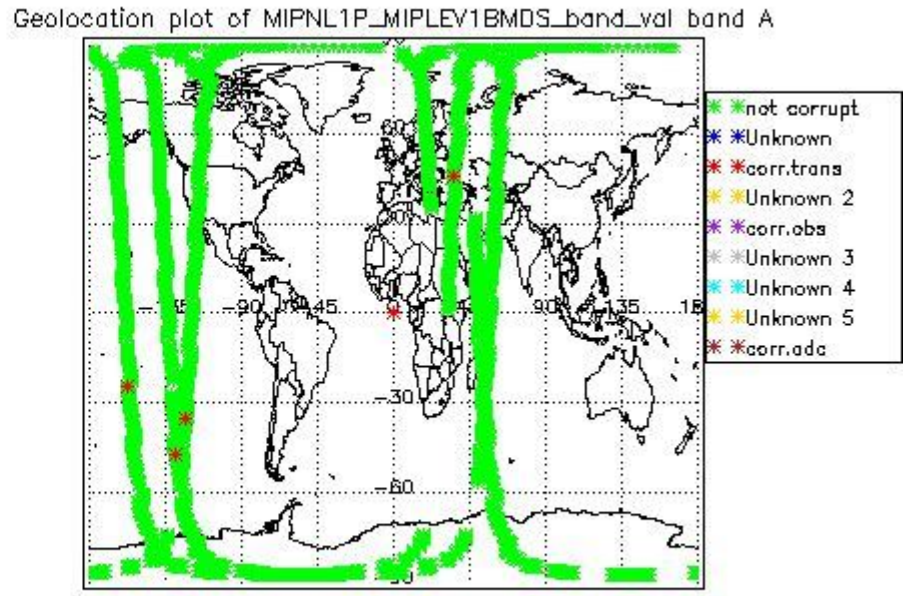 Geolocation plot of MIPNL1P_MIPLEV1BMDS_band_val band A
not corrupt
Unknown
corr.trans
Unknown 2
corr.obs
Unknown 3
Unknown 4
Unknown 5
corr.adc
60
-90
-45
90
135
-30
-60